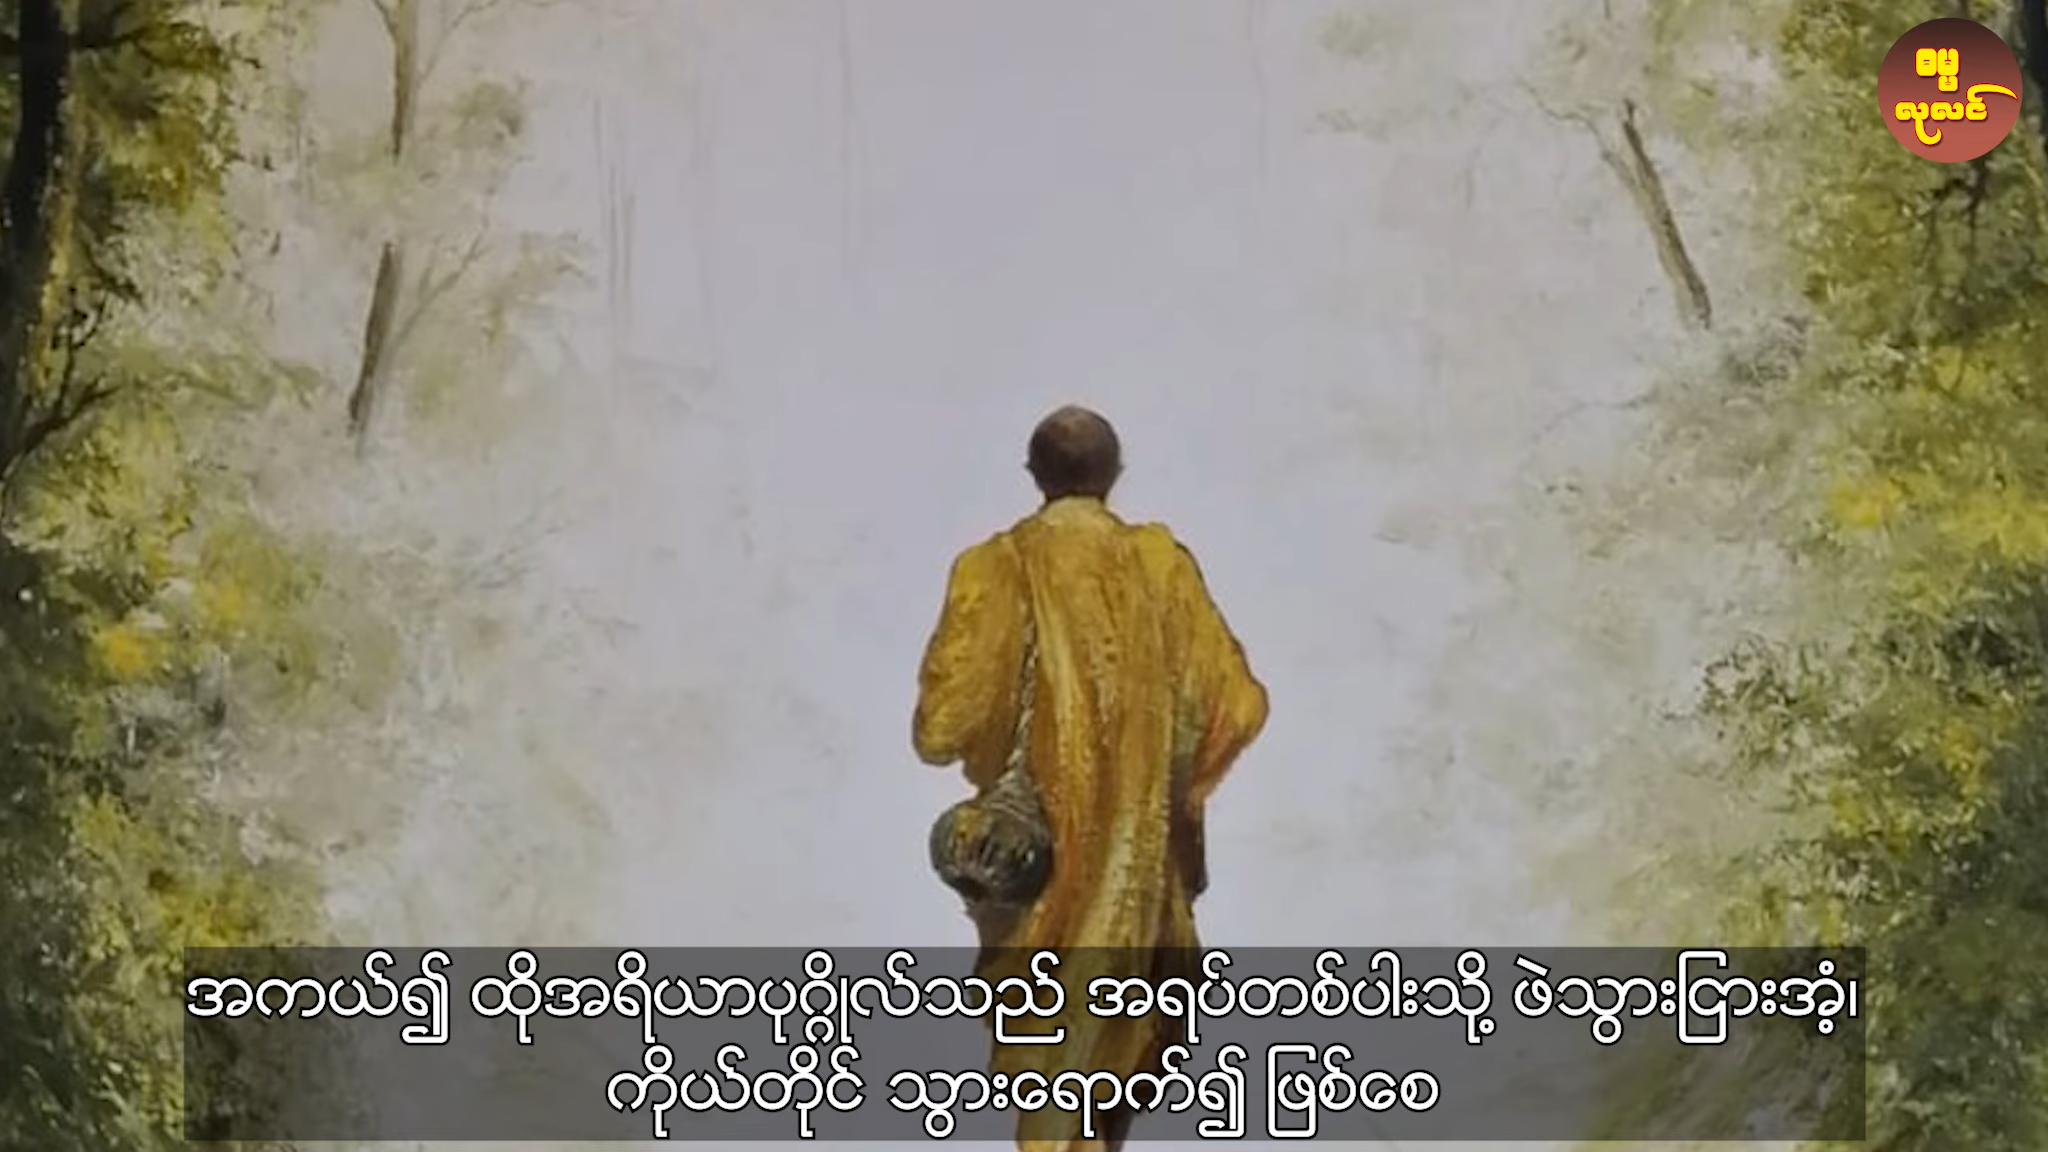 ဓမ္မ
လုလင်
အကယ်၍ ထိုအရိယာပုဂ္ဂိုလ်သည် အရပ်တစ်ပါးသို့ ဖဲသွားငြားအံ့၊
ကိုယ်တိုင် သွားရောက်၍ ဖြစ်စေ